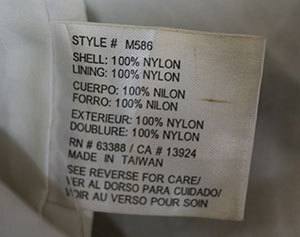 STYLE # M586
SHELL: 100% NYLON
LINING: 100% NYLON
CUERPO: 100% NILON
FORRO: 100% NILON
EXTERIEUR: 100% NYLON
DOUBLURE: 100% NYLON
RN # 63388 / CA # 13924
MADE IN TAIWAN
SEE REVERSE FOR CARE/
VER AL DORSO PARA CUIDADO/
VOIR AU VERSO POUR SOIN